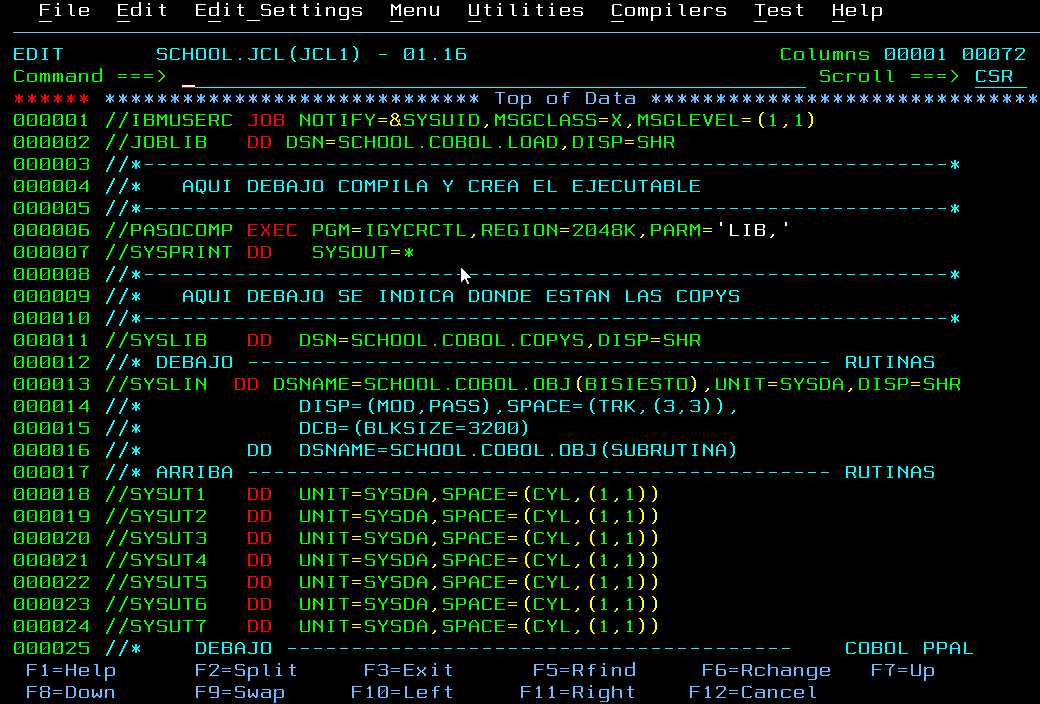 File Edit Edit_Settings Menu Utilities Compilers Test Help
EDIT SCHOOL.JCL(JCL1) - 01.16 Columns 00001 00072
Command ===> _ Scroll ===> CSR
****** ***************************** Top of Data ******************************
000001 //IBMUSERC JOB NOTIFY=&SYSUID,MSGCLASS=X,MSGLEVEL=(1,1)
000002 //JOBLIB   DD DSN=SCHOOL.COBOL.LOAD,DISP=SHR
000003 //*--------------------------------------------------------------*
000004 //*   AQUI DEBAJO COMPILA Y CREA EL EJECUTABLE
000005 //*--------------------------------------------------------------*
000006 //PASOCOMP EXEC PGM=IGYCRCTL,REGION=2048K,PARM='LIB,'
000007 //SYSPRINT DD   SYSOUT=*
000008 //*--------------------------------------------------------------*
000009 //*   AQUI DEBAJO SE INDICA DONDE ESTAN LAS COPYS
000010 //*--------------------------------------------------------------*
000011 //SYSLIB   DD  DSN=SCHOOL.COBOL.COPYS,DISP=SHR
000012 //* DEBAJO --------------------------------------------- RUTINAS
000013 //SYSLIN  DD DSNAME=SCHOOL.COBOL.OBJ(BISIESTO),UNIT=SYSDA,DISP=SHR
000014 //*            DISP=(MOD,PASS),SPACE=(TRK,(3,3)),
000015 //*            DCB=(BLKSIZE=3200)
000016 //*        DD  DSNAME=SCHOOL.COBOL.OBJ(SUBRUTINA)
000017 //* ARRIBA --------------------------------------------- RUTINAS
000018 //SYSUT1   DD  UNIT=SYSDA,SPACE=(CYL,(1,1))
000019 //SYSUT2   DD  UNIT=SYSDA,SPACE=(CYL,(1,1))
000020 //SYSUT3   DD  UNIT=SYSDA,SPACE=(CYL,(1,1))
000021 //SYSUT4   DD  UNIT=SYSDA,SPACE=(CYL,(1,1))
000022 //SYSUT5   DD  UNIT=SYSDA,SPACE=(CYL,(1,1))
000023 //SYSUT6   DD  UNIT=SYSDA,SPACE=(CYL,(1,1))
000024 //SYSUT7   DD  UNIT=SYSDA,SPACE=(CYL,(1,1))
000025 //*    DEBAJO ---------------------------------------    COBOL PPAL
F1=Help F2=Split F3=Exit F5=Rfind F6=Rchange F7=Up
F8=Down F9=Swap F10=Left F11=Right F12=Cancel